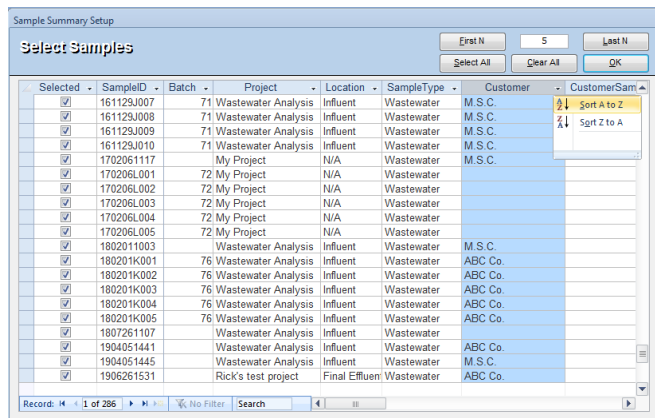 Sample Summary Setup
Select Samples
First N 5 Last N
Select All Clear All OK
Selected SampleID Batch Project Location SampleType Customer CustomerSam
161129J007 71 Wastewater Analysis Influent Wastewater M.S.C. Sort A to Z
161129J008 71 Wastewater Analysis Influent Wastewater M.S.C. Sort Z to A
161129J009 71 Wastewater Analysis Influent Wastewater M.S.C.
161129J010 71 Wastewater Analysis Influent Wastewater M.S.C.
170206I117 My Project N/A Wastewater M.S.C.
170206L001 72 My Project N/A Wastewater
170206L002 72 My Project N/A Wastewater
170206L003 72 My Project N/A Wastewater
170206L004 72 My Project N/A Wastewater
170206L005 72 My Project N/A Wastewater
1802011003 Wastewater Analysis Influent Wastewater M.S.C.
180201K001 76 Wastewater Analysis Influent Wastewater ABC Co.
180201K002 76 Wastewater Analysis Influent Wastewater ABC Co.
180201K003 76 Wastewater Analysis Influent Wastewater ABC Co.
180201K004 76 Wastewater Analysis Influent Wastewater ABC Co.
180201K005 76 Wastewater Analysis Influent Wastewater ABC Co.
1807261107 Wastewater Analysis Influent Wastewater
1904051441 Wastewater Analysis Influent Wastewater ABC Co.
1904051445 Wastewater Analysis Influent Wastewater M.S.C.
1906261531 Rick's test project Final Effluen Wastewater ABC Co.
Record: 1 of 286 No Filter Search